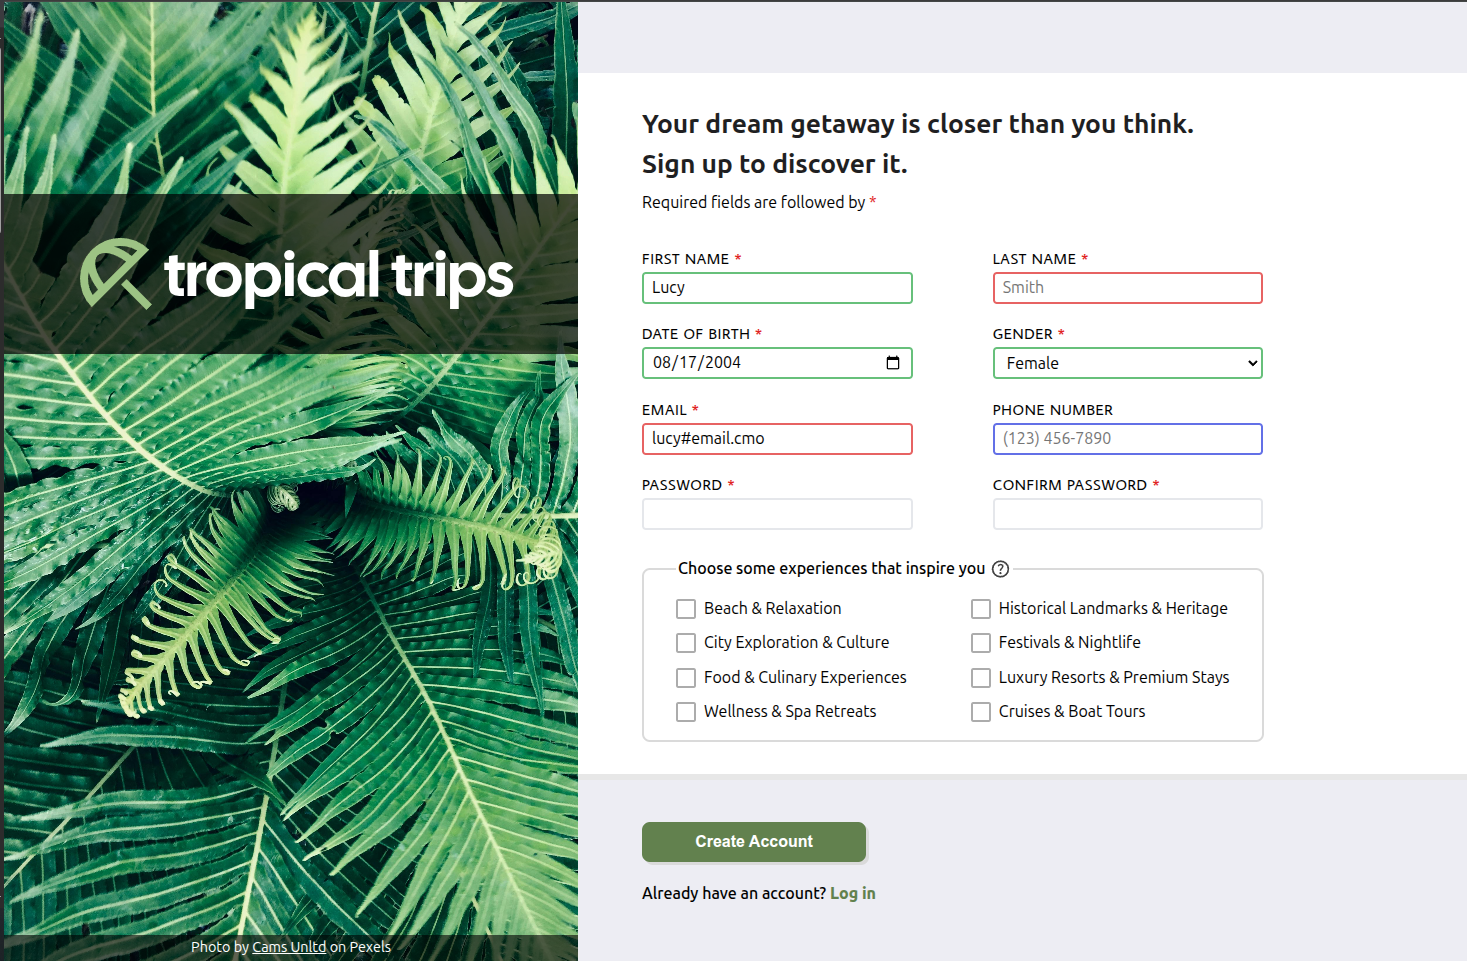 tropical trips
Photo by Cams Unltd on Pexels
Your dream getaway is closer than you think.
Sign up to discover it.
Required fields are followed by *
FIRST NAME *
Lucy
LAST NAME *
Smith
DATE OF BIRTH *
08/17/2004
GENDER *
Female
EMAIL *
lucy#email.cmo
PHONE NUMBER
(123) 456-7890
PASSWORD *
CONFIRM PASSWORD *
Choose some experiences that inspire you ?
Beach & Relaxation
Historical Landmarks & Heritage
City Exploration & Culture
Festivals & Nightlife
Food & Culinary Experiences
Luxury Resorts & Premium Stays
Wellness & Spa Retreats
Cruises & Boat Tours
Create Account
Already have an account? Log in